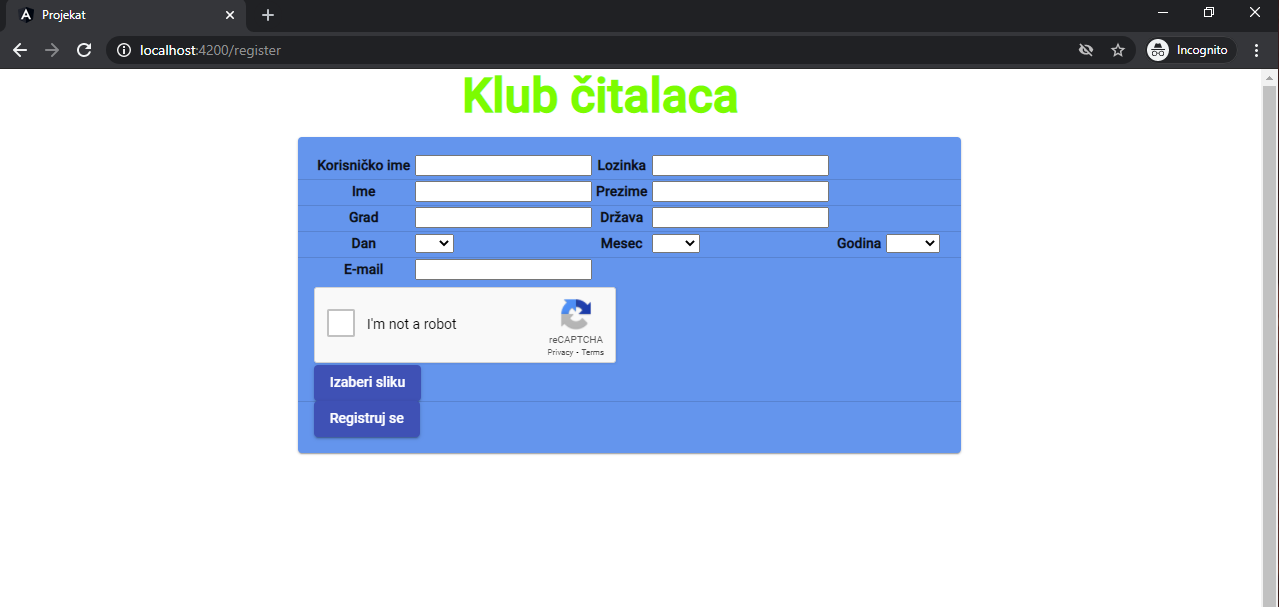 Projekat
localhost:4200/register
Incognito
Klub čitalaca
Korisničko ime Lozinka
Ime Prezime
Grad Država
Dan Mesec Godina
E-mail
I'm not a robot
reCAPTCHA
Privacy - Terms
Izaberi sliku
Registruj se